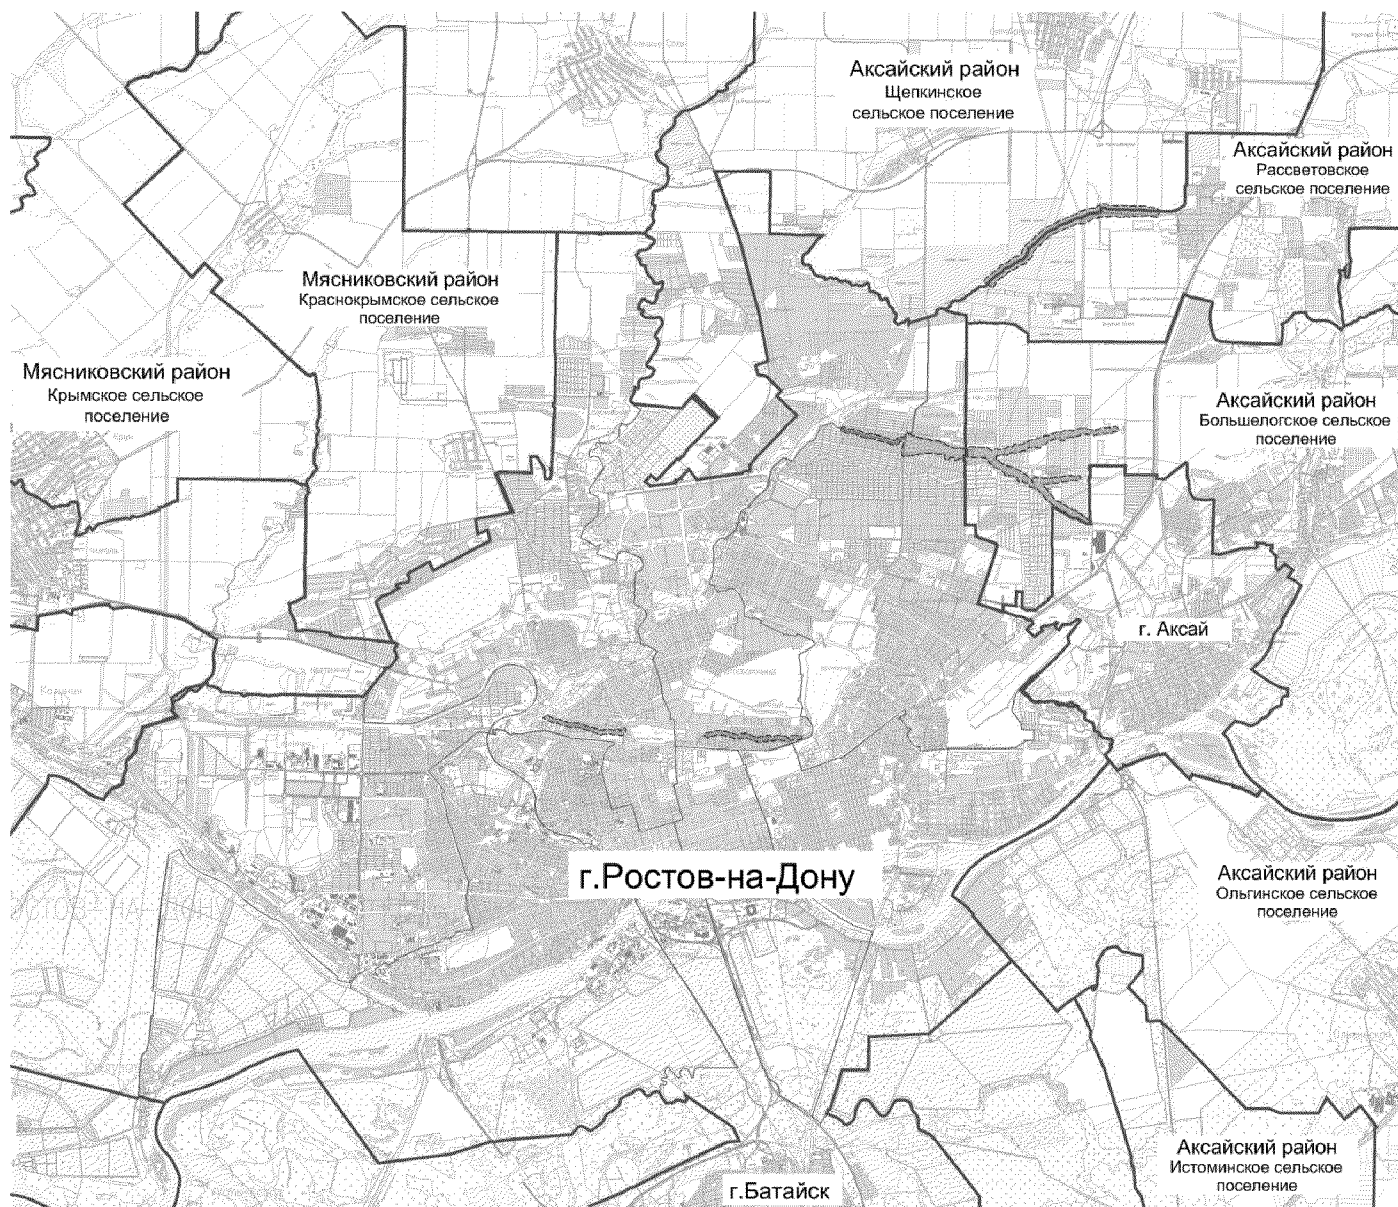 Аксайский район
Щепкинское
сельское поселение
Аксайский район
Рассветовское
сельское поселение
Мясниковский район
Краснокрымское сельское
поселение
Мясниковский район
Крымское сельское
поселение
Аксайский район
Большелогское сельское
поселение
г. Аксай
г.Ростов-на-Дону
Аксайский район
Ольгинское сельское
поселение
Аксайский район
Истоминское сельское
поселение
г.Батайск